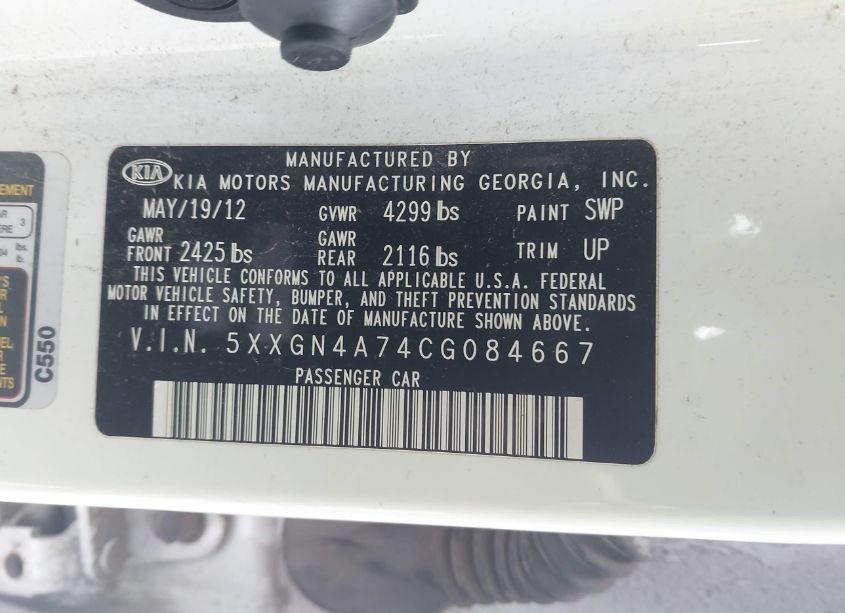 MANUFACTURED BY
KIA KIA MOTORS MANUFACTURING GEORGIA, INC.
MAY/19/12 GVWR 4299 lbs PAINT SWP
GAWR FRONT 2425 lbs GAWR REAR 2116 lbs TRIM UP
THIS VEHICLE CONFORMS TO ALL APPLICABLE U.S.A. FEDERAL
MOTOR VEHICLE SAFETY, BUMPER, AND THEFT PREVENTION STANDARDS
IN EFFECT ON THE DATE OF MANUFACTURE SHOWN ABOVE.
V.I.N. 5XXGN4A74CG084667
PASSENGER CAR
C550
3
lbs.